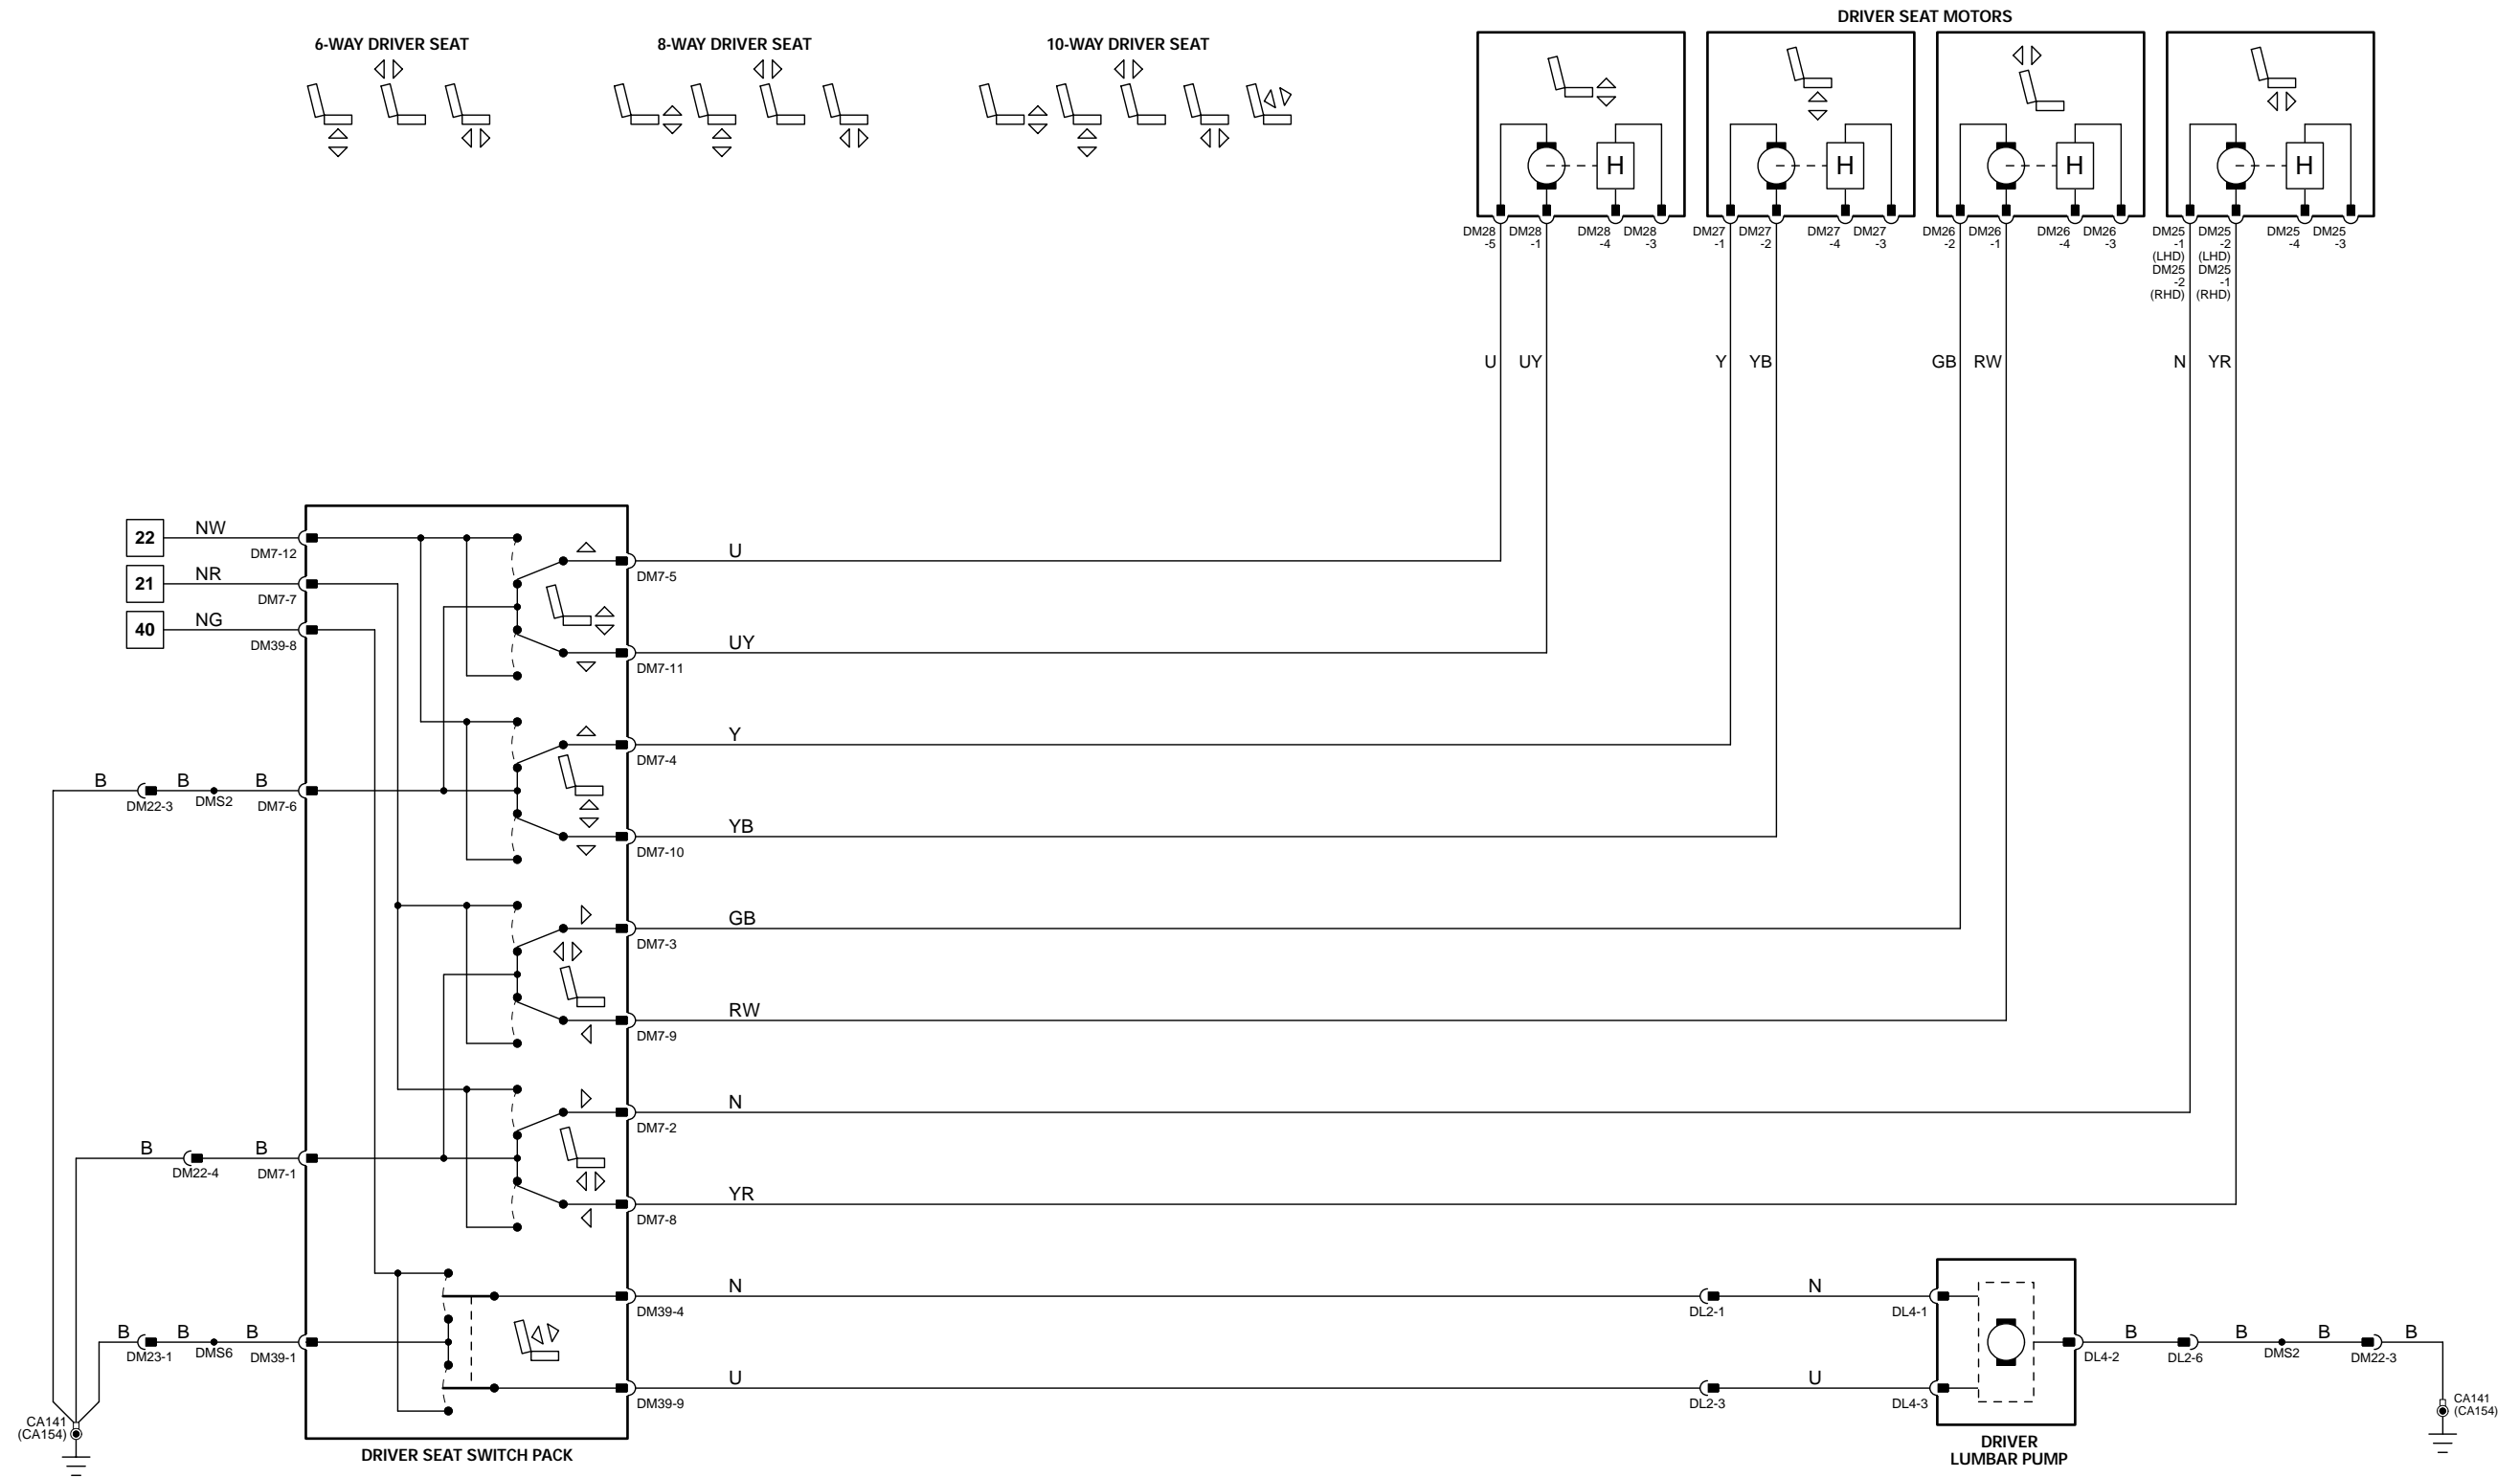 DRIVER SEAT MOTORS
6-WAY DRIVER SEAT
8-WAY DRIVER SEAT
10-WAY DRIVER SEAT
H
H
H
H
DM28
-5
DM28
-1
DM28
-4
DM28
-3
DM27
-1
DM27
-2
DM27
-4
DM27
-3
DM26
-2
DM26
-1
DM26
-4
DM26
-3
DM25
-1
(LHD)
DM25
-2
(RHD)
DM25
-2
(LHD)
DM25
-1
(RHD)
DM25
-4
DM25
-3
U
UY
Y
YB
GB
RW
N
YR
22
NW
DM7-12
21
NR
DM7-7
40
NG
DM39-8
U
DM7-5
UY
DM7-11
Y
DM7-4
B
DM22-3
B
DMS2
B
DM7-6
YB
DM7-10
GB
DM7-3
RW
DM7-9
N
DM7-2
B
DM22-4
B
DM7-1
YR
DM7-8
N
DM39-4
DL2-1
N
DL4-1
B
DM23-1
B
DMS6
B
DM39-1
DL4-2
B
DL2-6
B
DMS2
B
DM22-3
B
U
DM39-9
DL2-3
U
DL4-3
CA141
(CA154)
CA141
(CA154)
DRIVER SEAT SWITCH PACK
DRIVER
LUMBAR PUMP